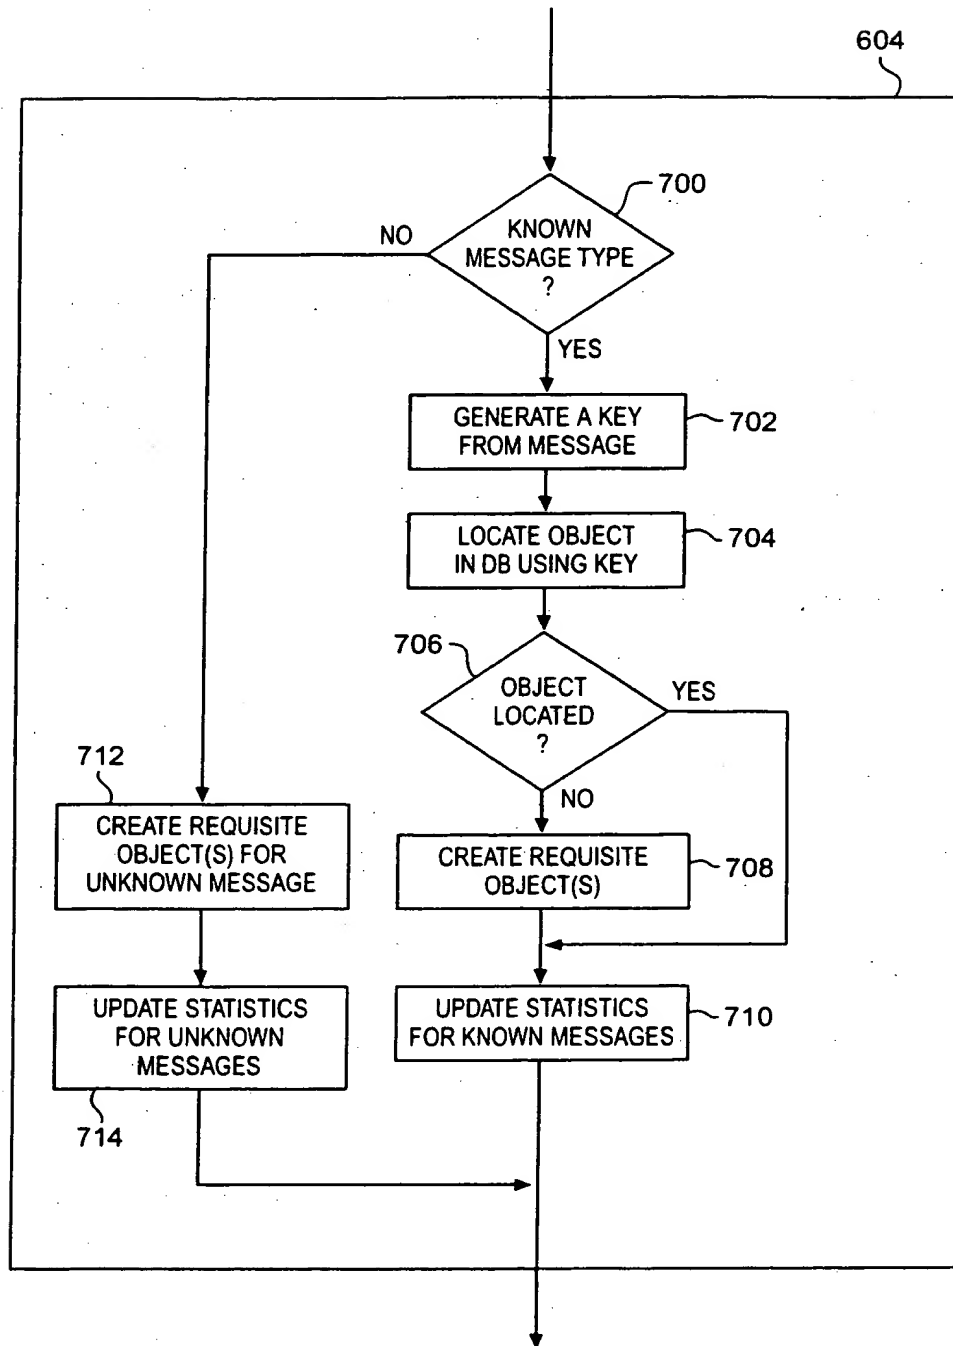 604
700
KNOWN
MESSAGE TYPE
?
NO
YES
GENERATE A KEY
FROM MESSAGE
702
LOCATE OBJECT
IN DB USING KEY
704
706
OBJECT
LOCATED
?
YES
NO
712
CREATE REQUISITE
OBJECT(S) FOR
UNKNOWN MESSAGE
CREATE REQUISITE
OBJECT(S)
708
UPDATE STATISTICS
FOR UNKNOWN
MESSAGES
714
UPDATE STATISTICS
FOR KNOWN MESSAGES
710